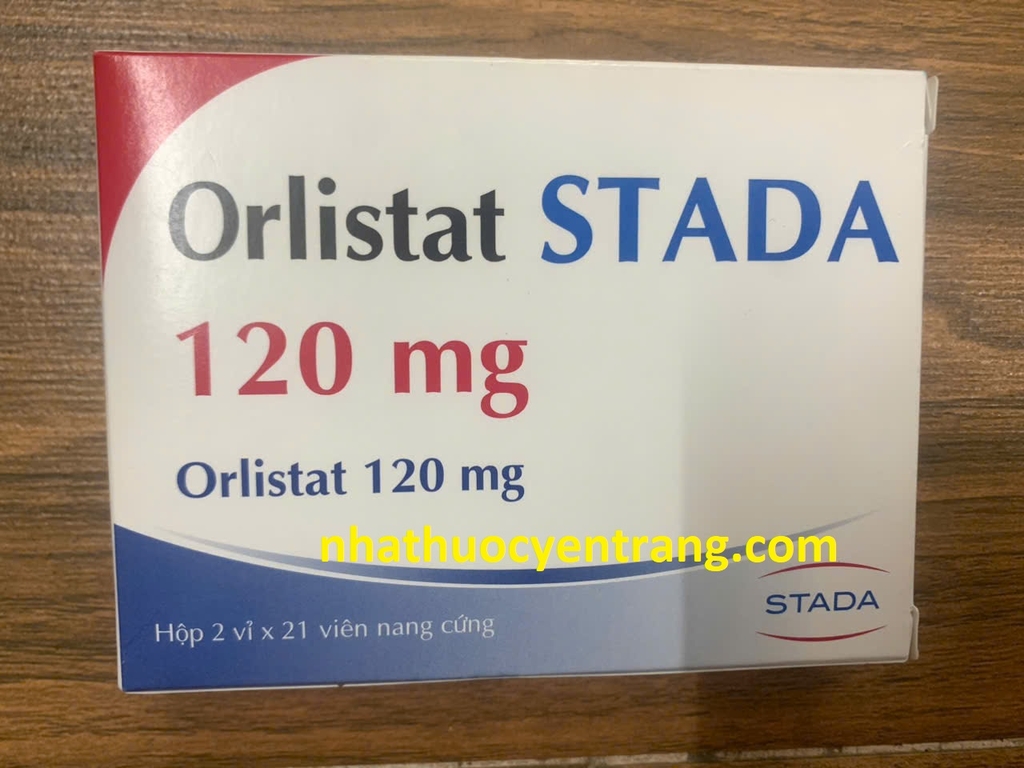 Orlistat STADA
120 mg
Orlistat 120 mg
nhathuocyentrang.com
STADA
Hộp 2 vỉ x 21 viên nang cứng